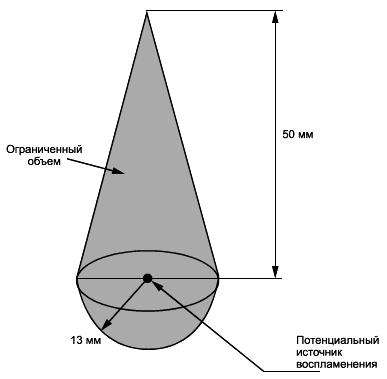 50 мм
Ограниченный
объем
13 мм
Потенциальный
источник
воспламенения